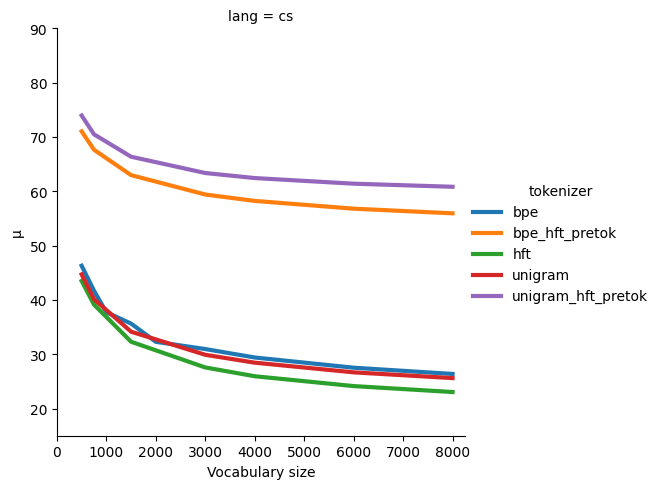 lang = cs
90
80
70
60
50
40
30
20
μ
0 1000 2000 3000 4000 5000 6000 7000 8000
Vocabulary size
tokenizer
bpe
bpe_hft_pretok
hft
unigram
unigram_hft_pretok